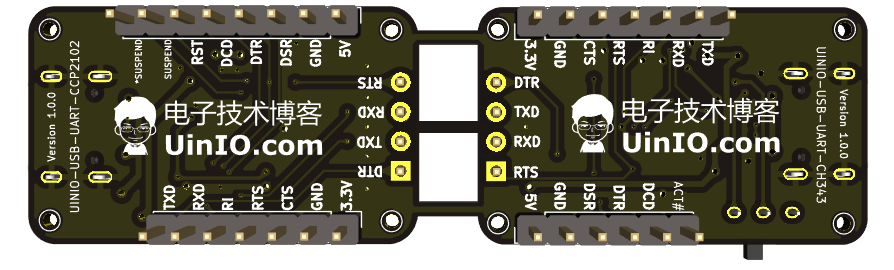 *SUSPEND
SUSPEND
RST
DCD
DTR
DSR
GND
5V
Version 1.0.0
UINIO-USB-UART-CCP2102
电子技术博客
UinIO.com
RTS
RXD
TXD
DTR
TXD
RXD
RI
RTS
CTS
GND
3.3V
3.3V
GND
CTS
RTS
RI
RXD
TXD
DTR
TXD
RXD
RTS
电子技术博客
UinIO.com
UINIO-USB-UART-CH343
Version 1.0.0
5V
GND
DSR
DTR
DCD
ACT#